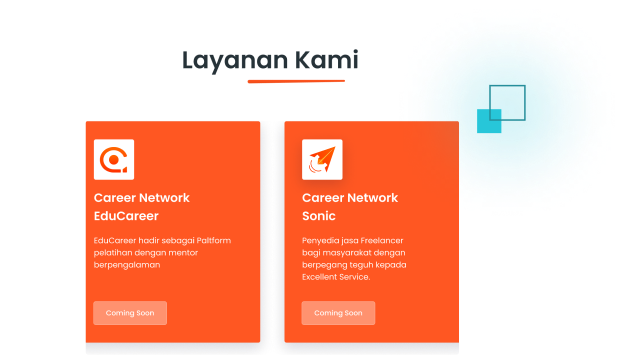 Layanan Kami
Career Network
EduCareer
EduCareer hadir sebagai Paltform
pelatihan dengan mentor
berpengalaman
Coming Soon
Career Network
Sonic
Penyedia jasa Freelancer
bagi masyarakat dengan
berpegang teguh kepada
Excellent Service.
Coming Soon